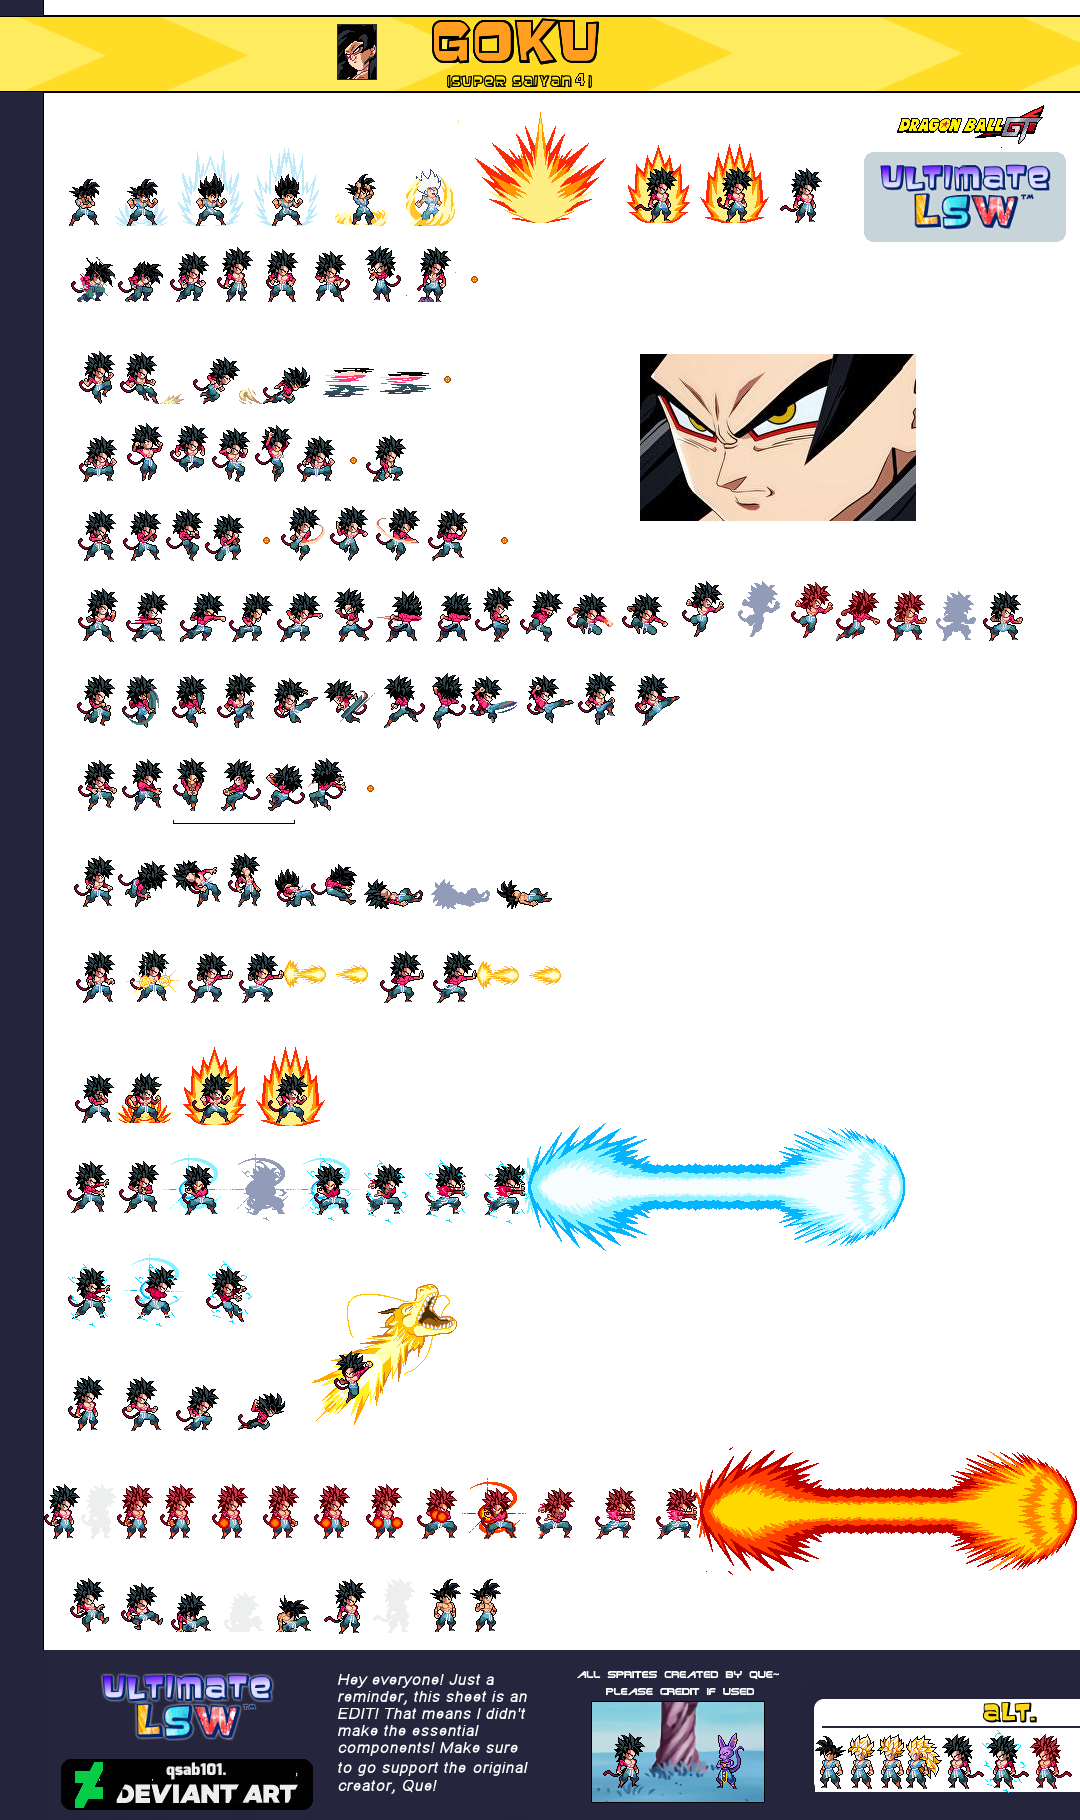 GOKU
(SUPER SAIYAN 4)
DRAGON BALL GT
ULTIMATE
LSW™
ULTIMATE
LSW™
qsab101.
DEVIANT ART
Hey everyone! Just a
reminder, this sheet is an
EDIT! That means I didn't
make the essential
components! Make sure
to go support the original
creator, Que!
ALL SPRITES CREATED BY QUE~
PLEASE CREDIT IF USED
ALT.